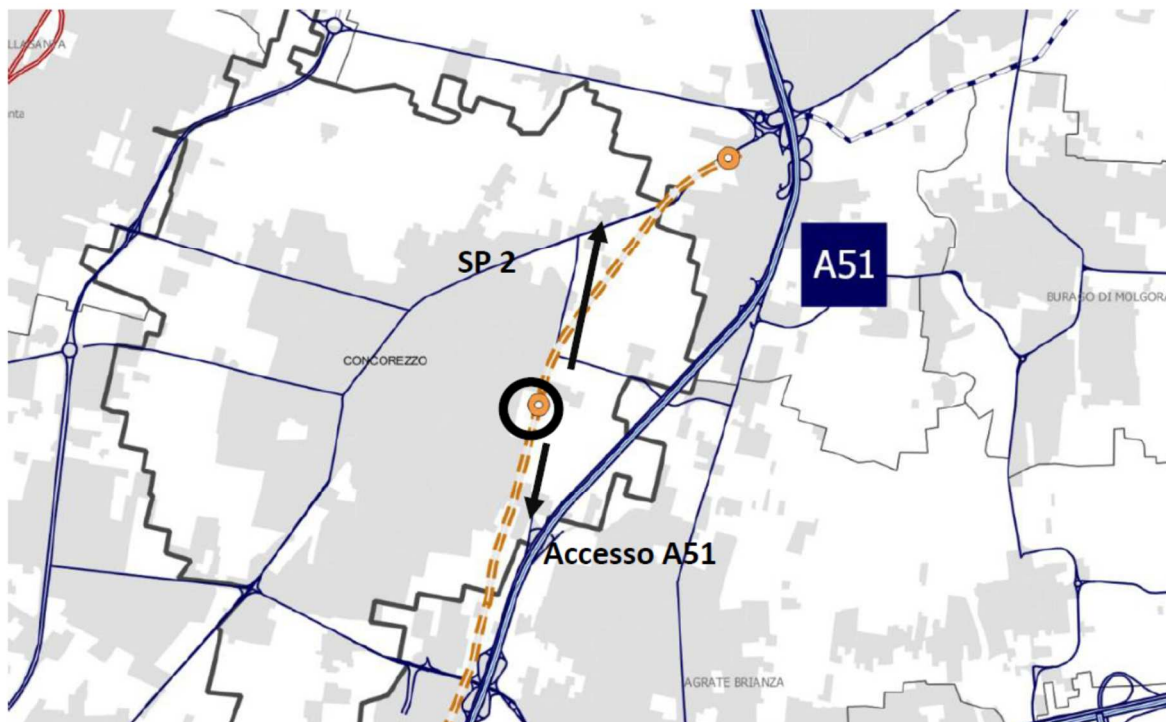 SP 2
A51
BURAGO DI MOLGORA
CONCOREZZO
Accesso A51
AGRATE BRIANZA